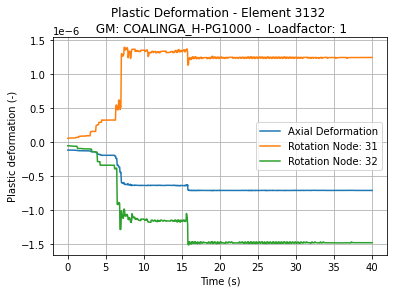 Plastic Deformation - Element 3132
GM: COALINGA_H-PG1000 - Loadfactor: 1
1e−6
1.5
1.0
0.5
0.0
−0.5
−1.0
−1.5
Plastic deformation (-)
Axial Deformation
Rotation Node: 31
Rotation Node: 32
0 5 10 15 20 25 30 35 40
Time (s)